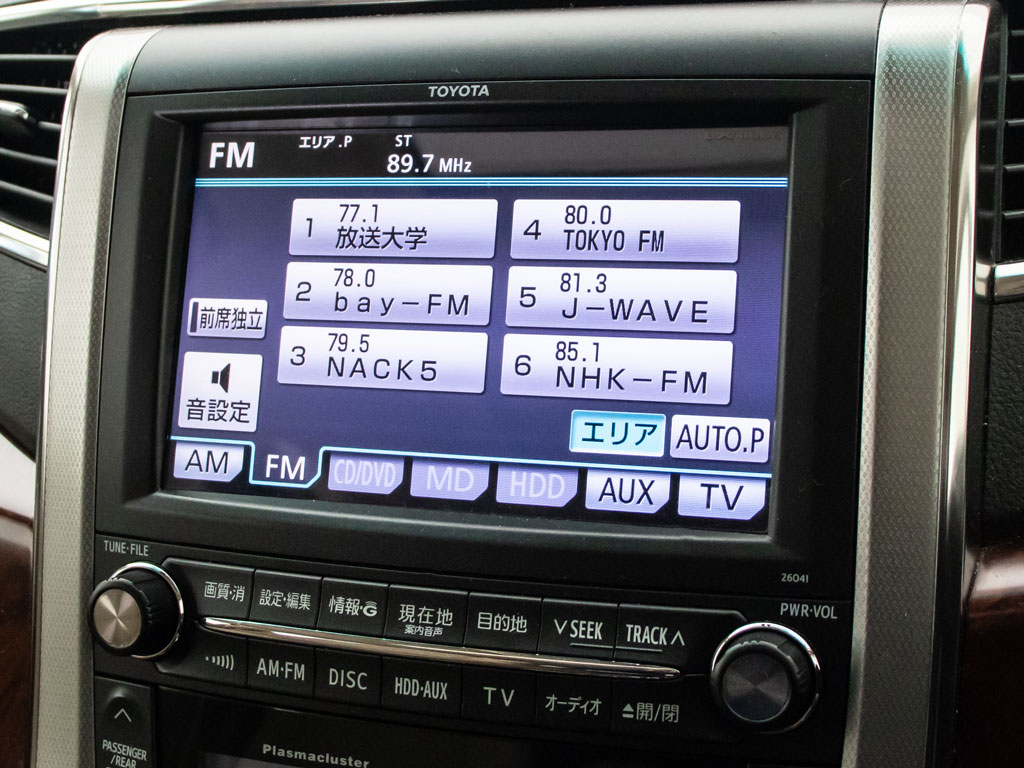 TOYOTA
FM
エリア.P
ST
89.7 MHz
1
77.1
放送大学
4
80.0
TOKYO FM
2
78.0
bay-FM
5
81.3
J-WAVE
3
79.5
NACK5
6
85.1
NHK-FM
前席独立
音設定
エリア
AUTO.P
AM
FM
CD/DVD
MD
HDD
AUX
TV
TUNE·FILE
26041
PWR·VOL
画質·消
設定·編集
情報·G
現在地
案内音声
目的地
∨SEEK
TRACK∧
AM·FM
DISC
HDD·AUX
TV
オーディオ
⏏開/閉
PASSENGER
/REAR
Plasmacluster